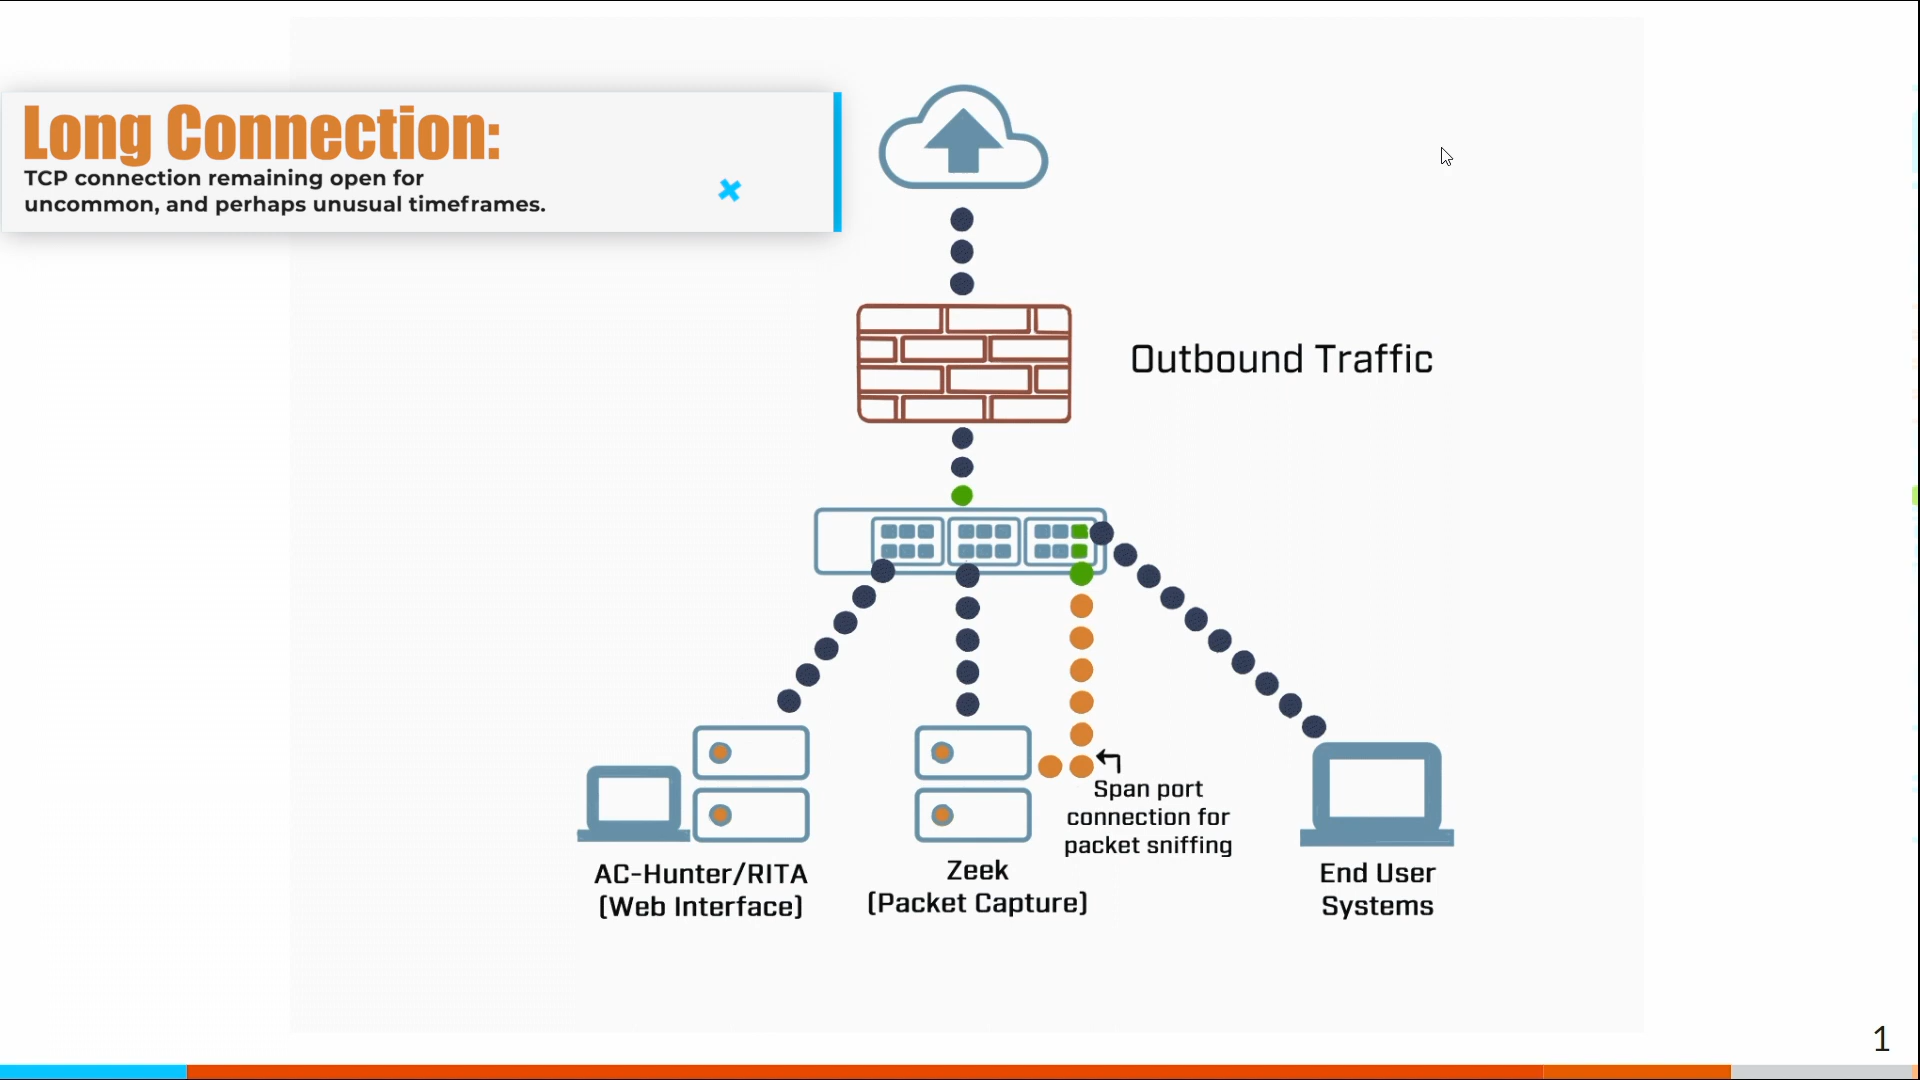 Long Connection:
TCP connection remaining open for
uncommon, and perhaps unusual timeframes.
Outbound Traffic
Span port
connection for
packet sniffing
AC-Hunter/RITA
(Web Interface)
Zeek
(Packet Capture)
End User
Systems
1